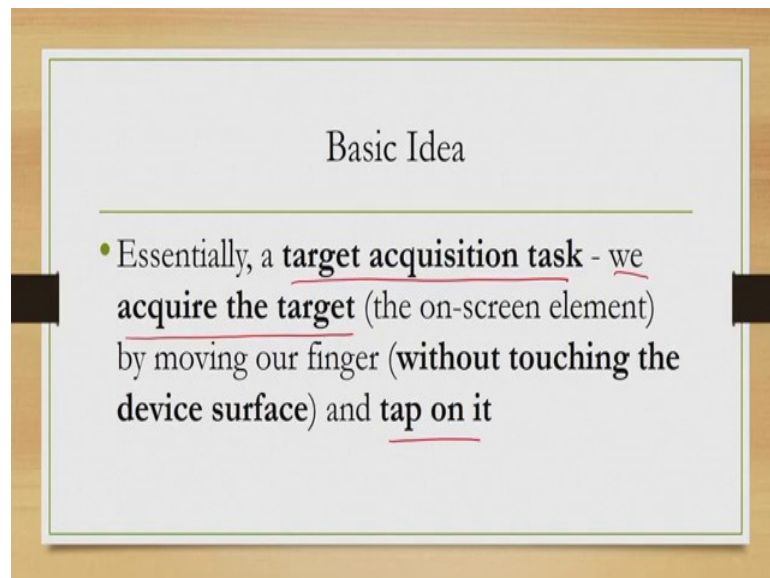 Basic Idea
• Essentially, a target acquisition task - we
acquire the target (the on-screen element)
by moving our finger (without touching the
device surface) and tap on it